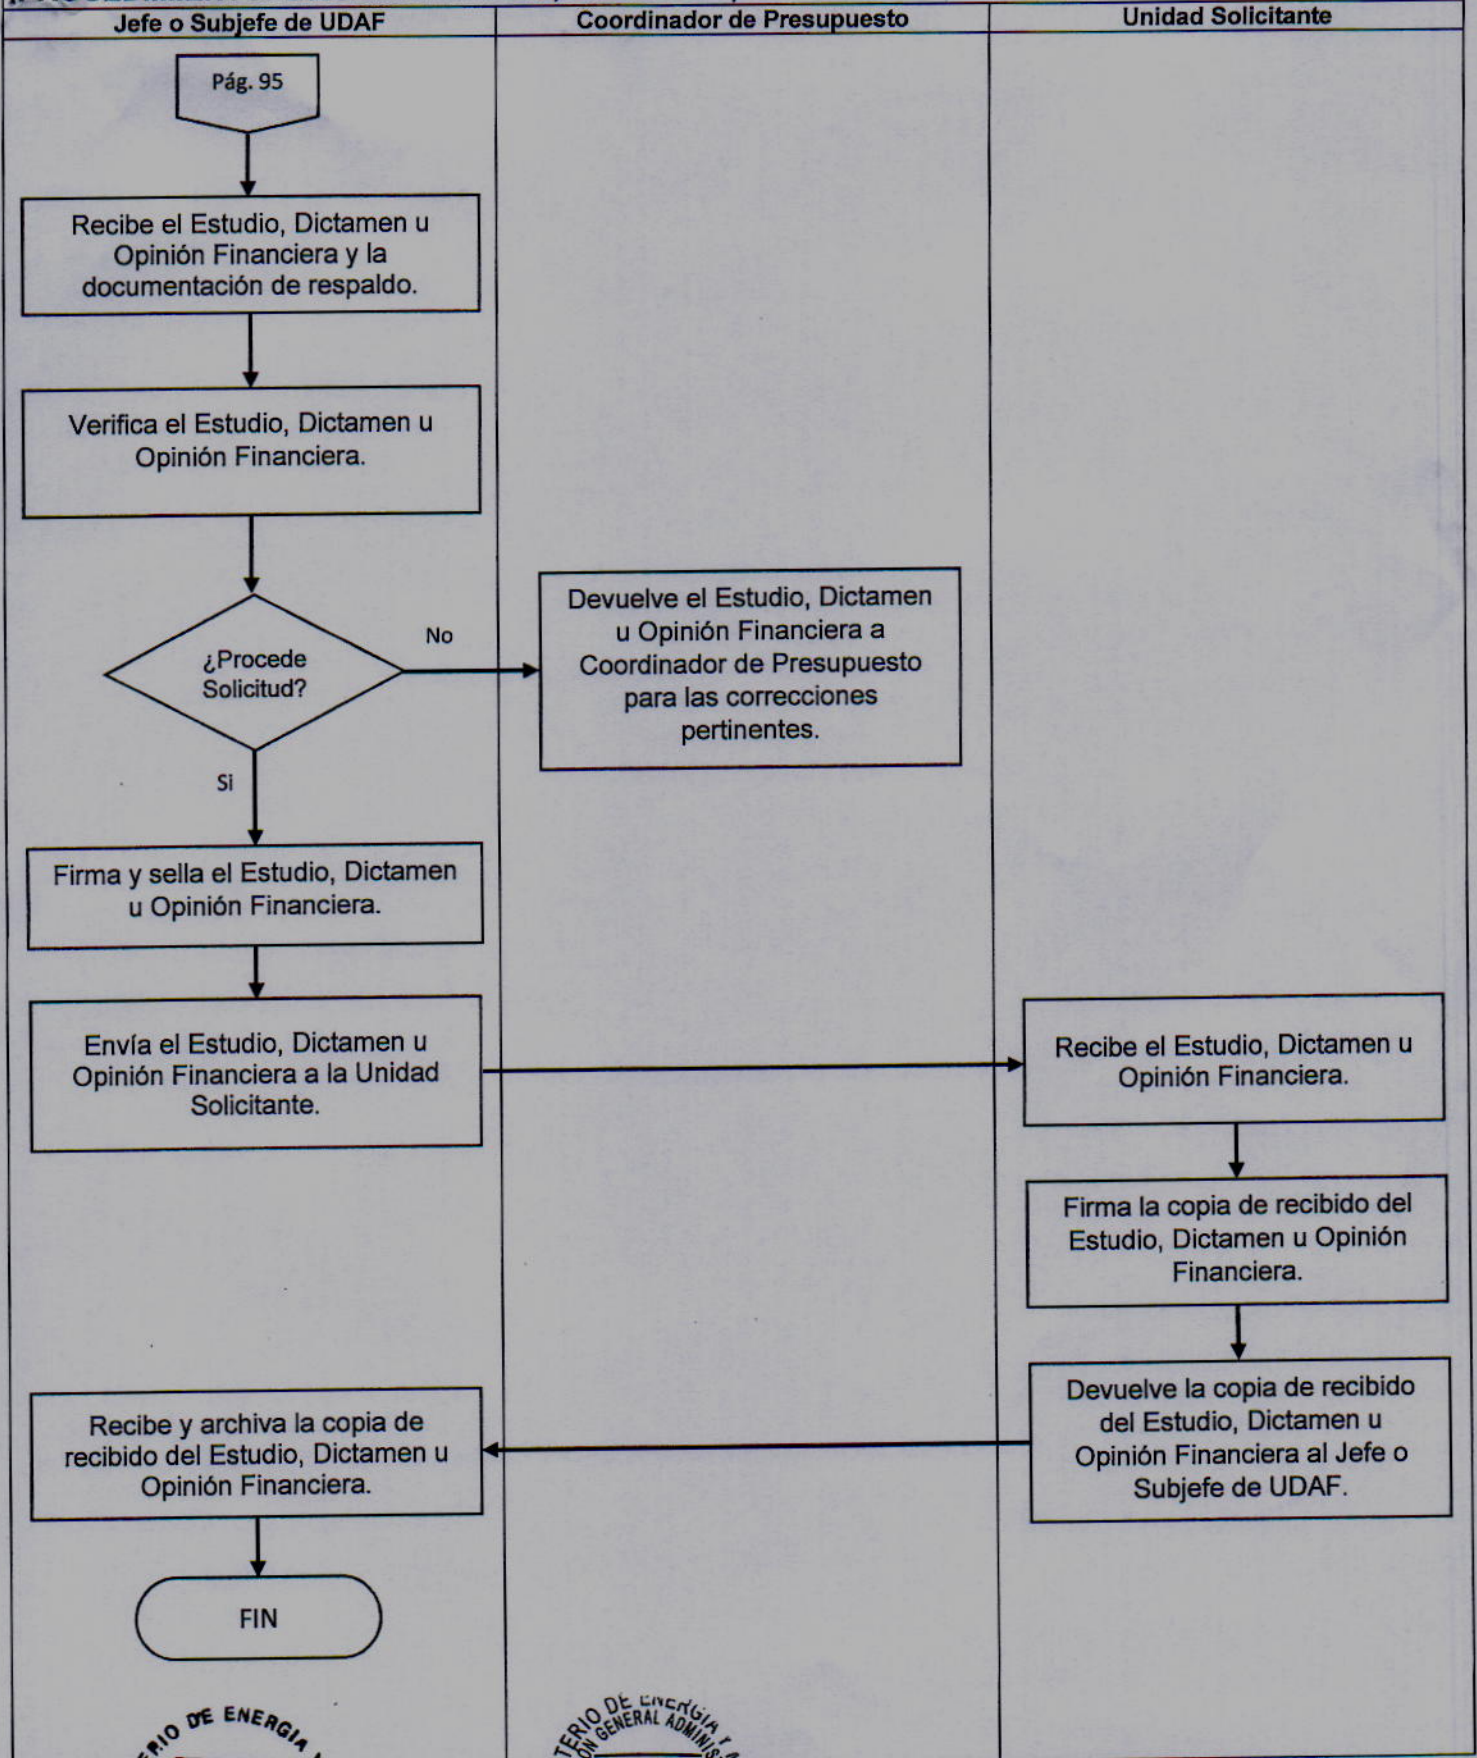 Jefe o Subjefe de UDAF
Coordinador de Presupuesto
Unidad Solicitante
Pág. 95
Recibe el Estudio, Dictamen u
Opinión Financiera y la
documentación de respaldo.
Verifica el Estudio, Dictamen u
Opinión Financiera.
¿Procede
Solicitud?
No
Devuelve el Estudio, Dictamen
u Opinión Financiera a
Coordinador de Presupuesto
para las correcciones
pertinentes.
Si
Firma y sella el Estudio, Dictamen
u Opinión Financiera.
Envía el Estudio, Dictamen u
Opinión Financiera a la Unidad
Solicitante.
Recibe el Estudio, Dictamen u
Opinión Financiera.
Firma la copia de recibido del
Estudio, Dictamen u Opinión
Financiera.
Devuelve la copia de recibido
del Estudio, Dictamen u
Opinión Financiera al Jefe o
Subjefe de UDAF.
Recibe y archiva la copia de
recibido del Estudio, Dictamen u
Opinión Financiera.
FIN
DE ENERGIA
DE ENERGIA Y
GENERAL